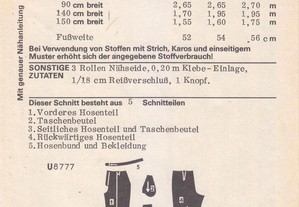 90 cm breit 2,65 2,65 2,70 m
140 cm breit 1,95 1,95 1,95 m
150 cm breit 1,55 1,60 1,75 m
Fußweite 52 54 .56 cm
Bei Verwendung von Stoffen mit Strich, Karos und einseitigem
Muster erhöht sich der angegebene Stoffverbrauch!
SONSTIGE 3 Rollen Nähseide, 0,20 m Klebe-Einlage,
ZUTATEN
1/18 cm Reißverschluß, 1 Knopf.
Dieser Schnitt besteht aus 5 Schnitteilen
1. Vorderes Hosenteil
2. Taschenbeutel
3. Seitliches Hosenteil und Taschenbeutel
4. Rückwärtiges Hosenteil
5. Hosenbund und Bekleidung
U8777
Mit genauer Nähanleitung